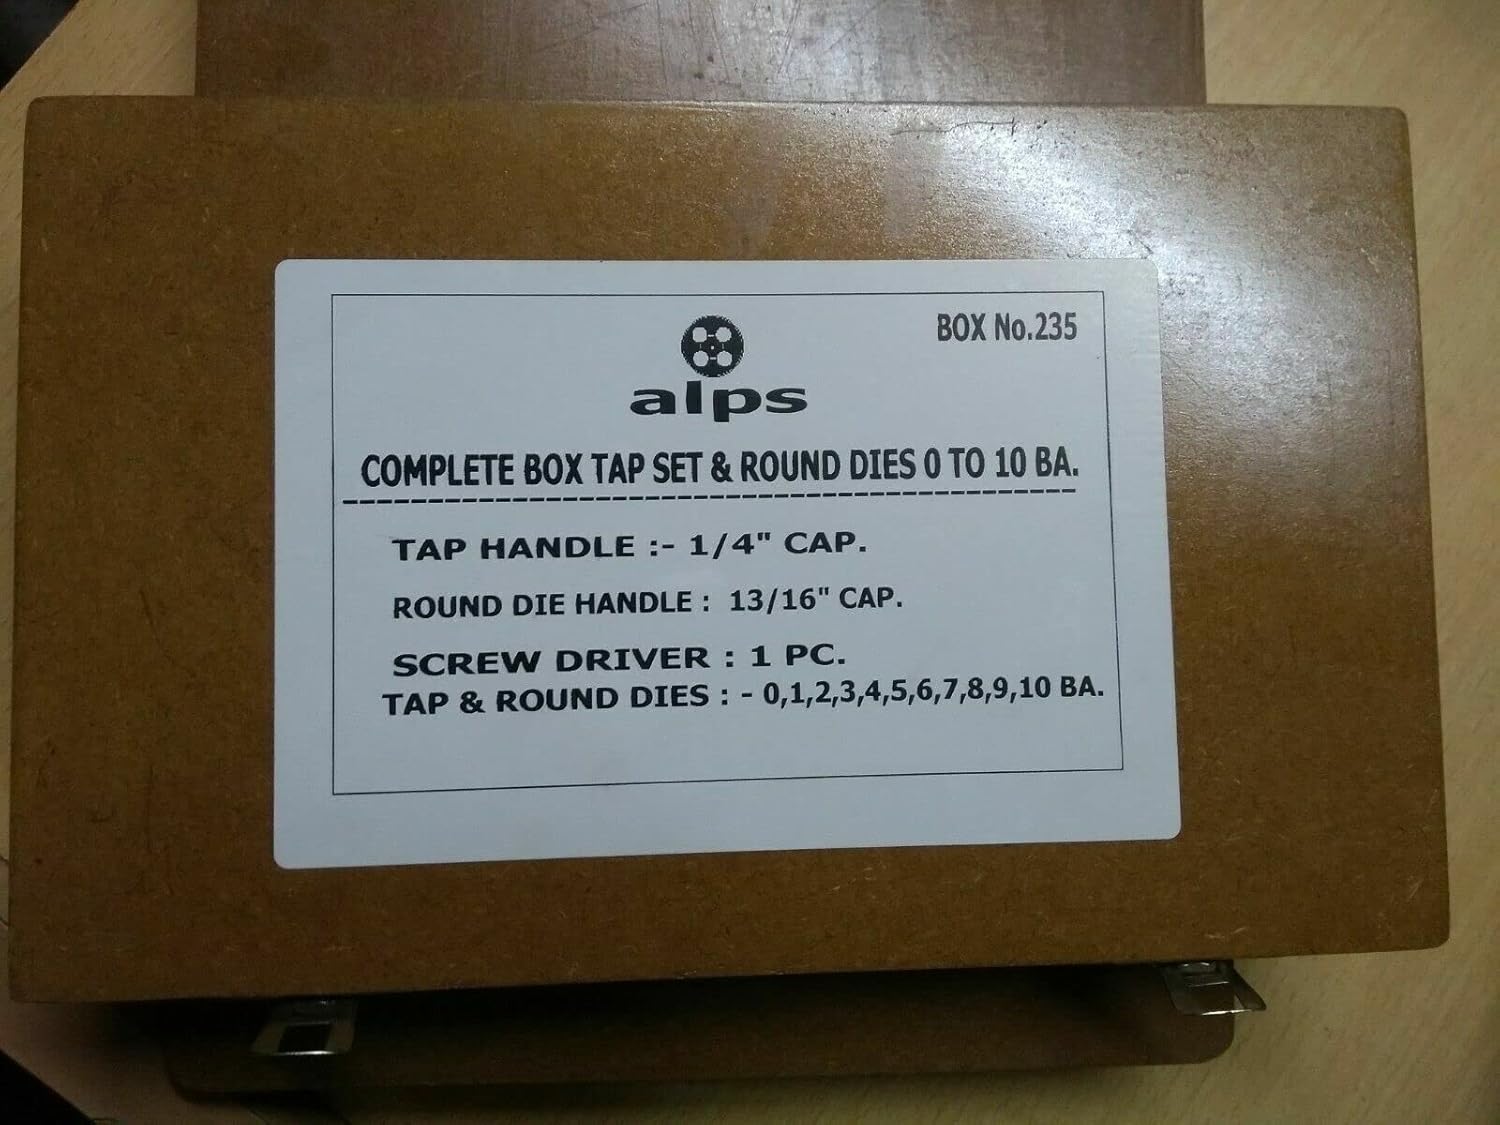 BOX No.235
alps
COMPLETE BOX TAP SET & ROUND DIES 0 TO 10 BA.
TAP HANDLE :- 1/4" CAP.
ROUND DIE HANDLE : 13/16" CAP.
SCREW DRIVER : 1 PC.
TAP & ROUND DIES : - 0,1,2,3,4,5,6,7,8,9,10 BA.